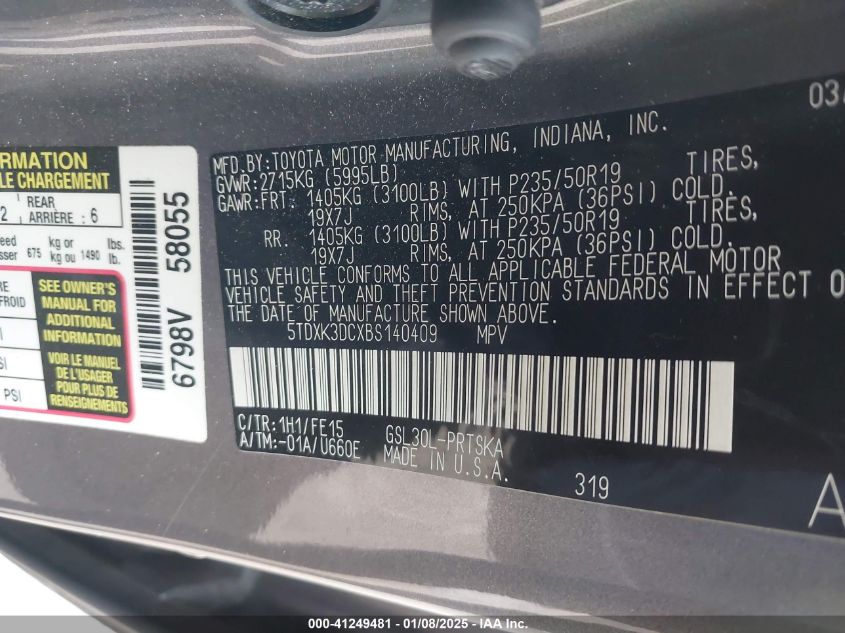 RMATION
LE CHARGEMENT
2
REAR
ARRIÈRE : 6
eed
sser
675
kg or
kg ou
1490
lbs.
lb.
RE
FROID
SEE OWNER'S
MANUAL FOR
ADDITIONAL
INFORMATION
VOIR LE MANUEL
DE L'USAGER
POUR PLUS DE
RENSEIGNEMENTS
SI
PSI
6798V 58055
03/
MFD.BY:TOYOTA MOTOR MANUFACTURING, INDIANA, INC.
GVWR:2715KG (5995LB)
GAWR:FRT. 1405KG (3100LB) WITH P235/50R19 TIRES,
19X7J RIMS, AT 250KPA (36PSI) COLD.
RR. 1405KG (3100LB) WITH P235/50R19 TIRES,
19X7J RIMS, AT 250KPA (36PSI) COLD.
THIS VEHICLE CONFORMS TO ALL APPLICABLE FEDERAL MOTOR
VEHICLE SAFETY AND THEFT PREVENTION STANDARDS IN EFFECT O
THE DATE OF MANUFACTURE SHOWN ABOVE.
5TDXK3DCXBS140409 MPV
C/TR:1H1/FE15 GSL30L-PRTSKA
A/TM:-01A/U660E MADE IN U.S.A.
319
A
000-41249481 - 01/08/2025 - IAA Inc.